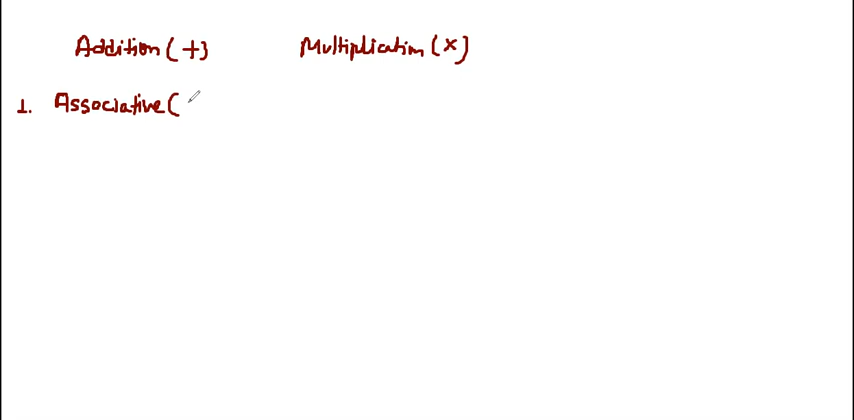 Addition (+) Multiplication (x)
1. Associative (